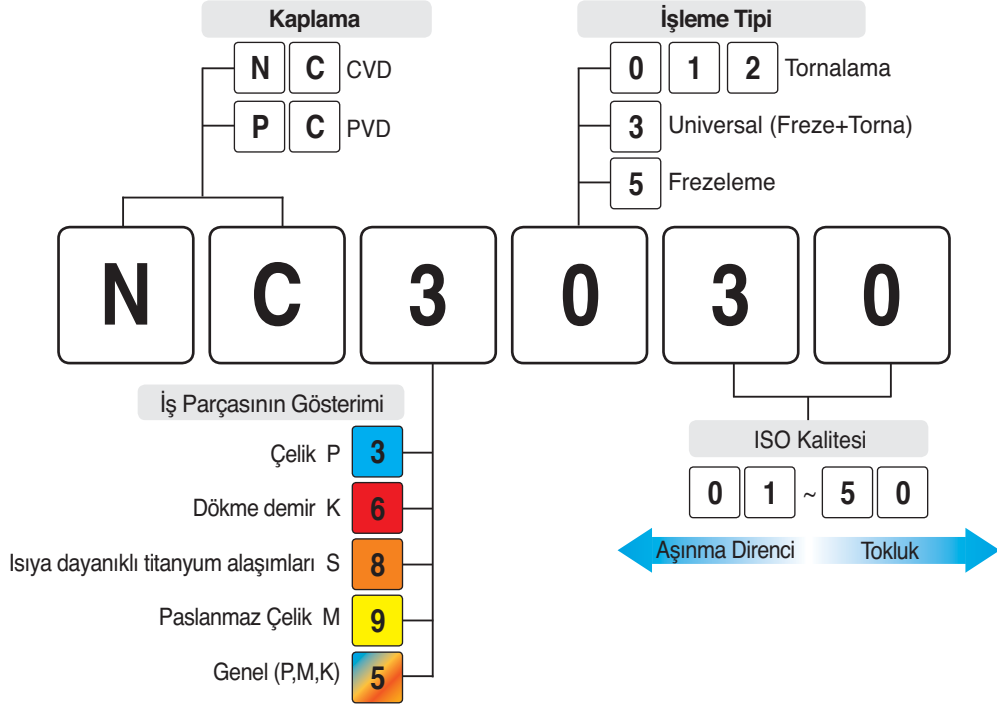 Kaplama
N C CVD
P C PVD
İşleme Tipi
0 1 2 Tornalama
3 Universal (Freze+Torna)
5 Frezeleme
N C 3 0 3 0
İş Parçasının Gösterimi
Çelik P 3
Dökme demir K 6
Isıya dayanıklı titanyum alaşımları S 8
Paslanmaz Çelik M 9
Genel (P,M,K) 5
ISO Kalitesi
0 1 ~ 5 0
Aşınma Direnci Tokluk